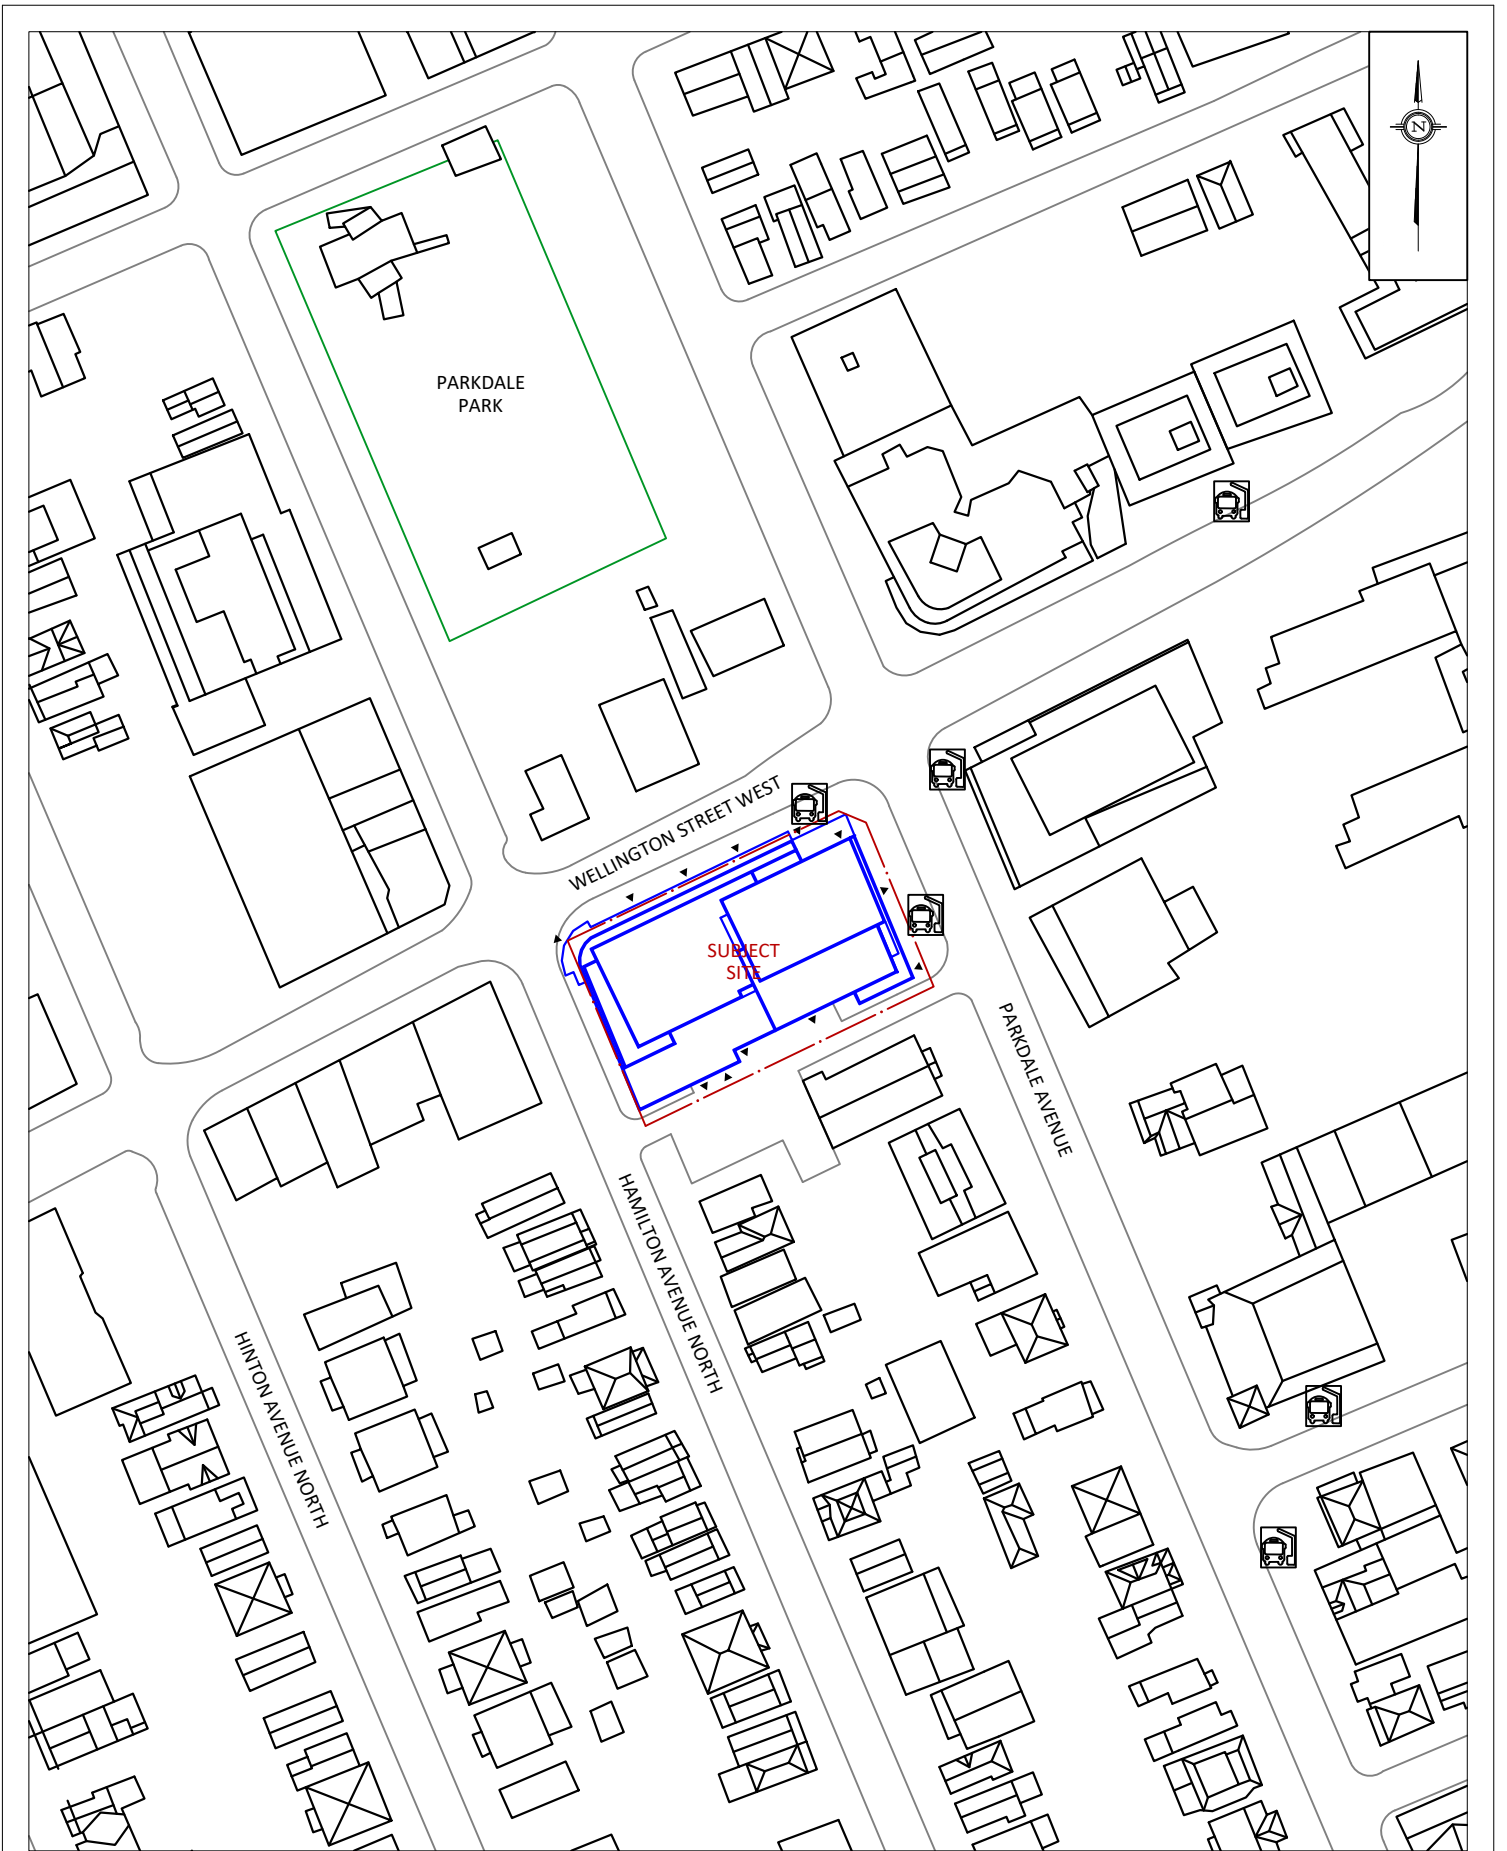 N
PARKDALE
PARK
WELLINGTON STREET WEST
SUBJECT
SITE
PARKDALE AVENUE
HAMILTON AVENUE NORTH
HINTON AVENUE NORTH